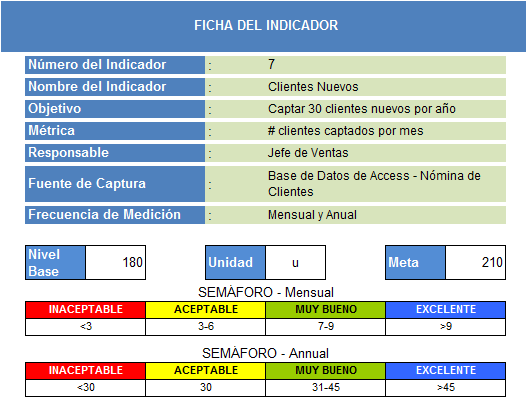 FICHA DEL INDICADOR
Número del Indicador : 7
Nombre del Indicador : Clientes Nuevos
Objetivo : Captar 30 clientes nuevos por año
Métrica : # clientes captados por mes
Responsable : Jefe de Ventas
Fuente de Captura : Base de Datos de Access - Nómina de
Clientes
Frecuencia de Medición : Mensual y Anual
Nivel
Base 180 Unidad u Meta 210
SEMÀFORO - Mensual
INACEPTABLE ACEPTABLE MUY BUENO EXCELENTE
<3 3-6 7-9 >9
SEMÀFORO - Annual
INACEPTABLE ACEPTABLE MUY BUENO EXCELENTE
<30 30 31-45 >45